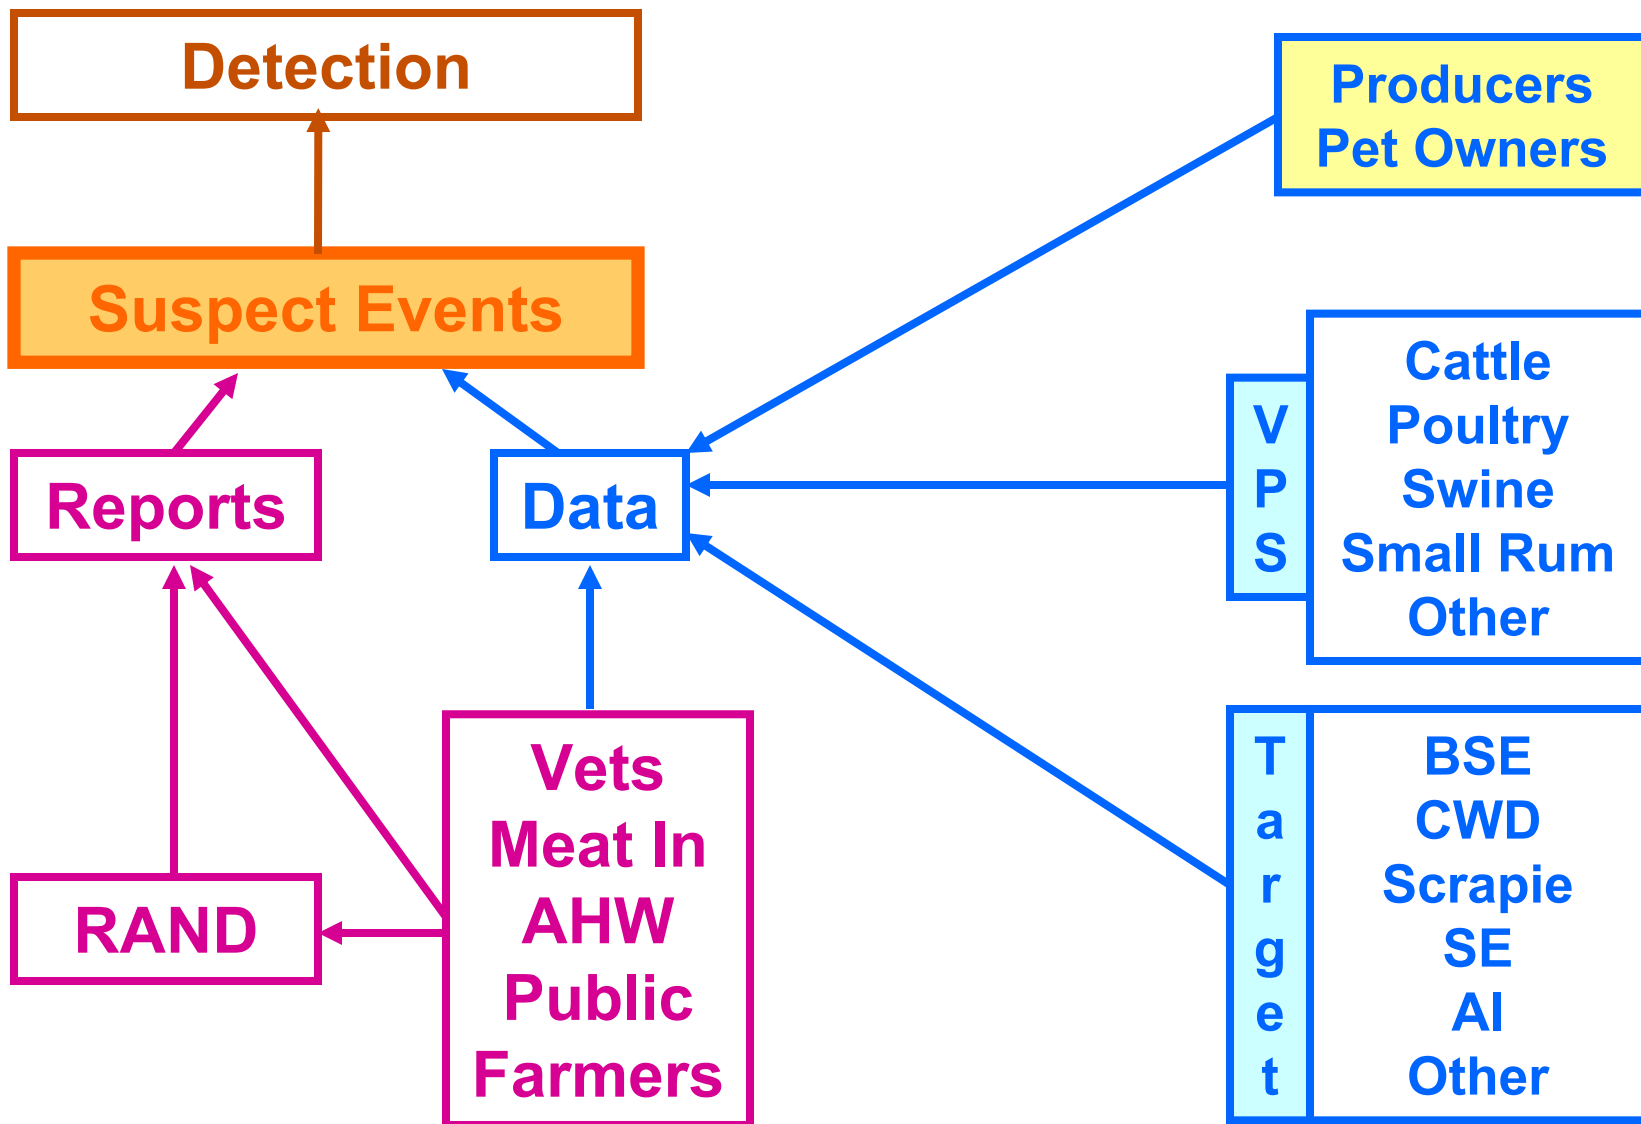 Detection
Producers
Pet Owners
Suspect Events
V
P
S
Cattle
Poultry
Swine
Small Rum
Other
Reports
Data
Vets
Meat In
AHW
Public
Farmers
RAND
T
a
r
g
e
t
BSE
CWD
Scrapie
SE
AI
Other